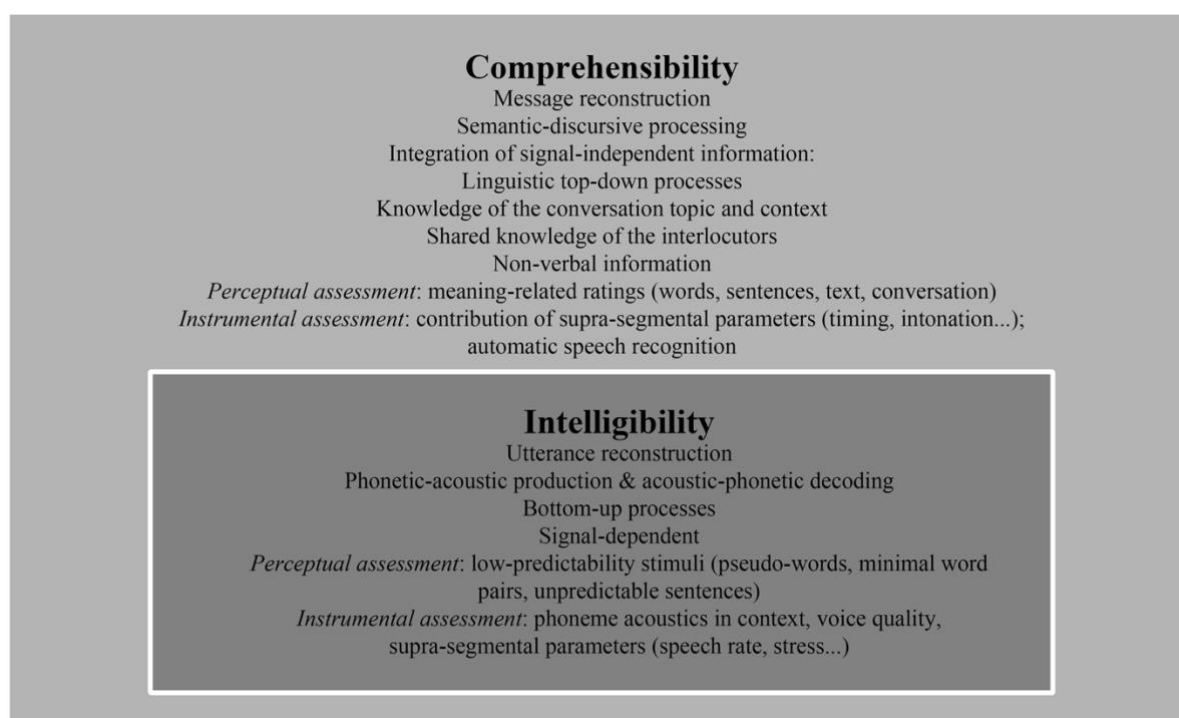 Comprehensibility
Message reconstruction
Semantic-discursive processing
Integration of signal-independent information:
Linguistic top-down processes
Knowledge of the conversation topic and context
Shared knowledge of the interlocutors
Non-verbal information
Perceptual assessment: meaning-related ratings (words, sentences, text, conversation)
Instrumental assessment: contribution of supra-segmental parameters (timing, intonation...);
automatic speech recognition
Intelligibility
Utterance reconstruction
Phonetic-acoustic production & acoustic-phonetic decoding
Bottom-up processes
Signal-dependent
Perceptual assessment: low-predictability stimuli (pseudo-words, minimal word
pairs, unpredictable sentences)
Instrumental assessment: phoneme acoustics in context, voice quality,
supra-segmental parameters (speech rate, stress...)